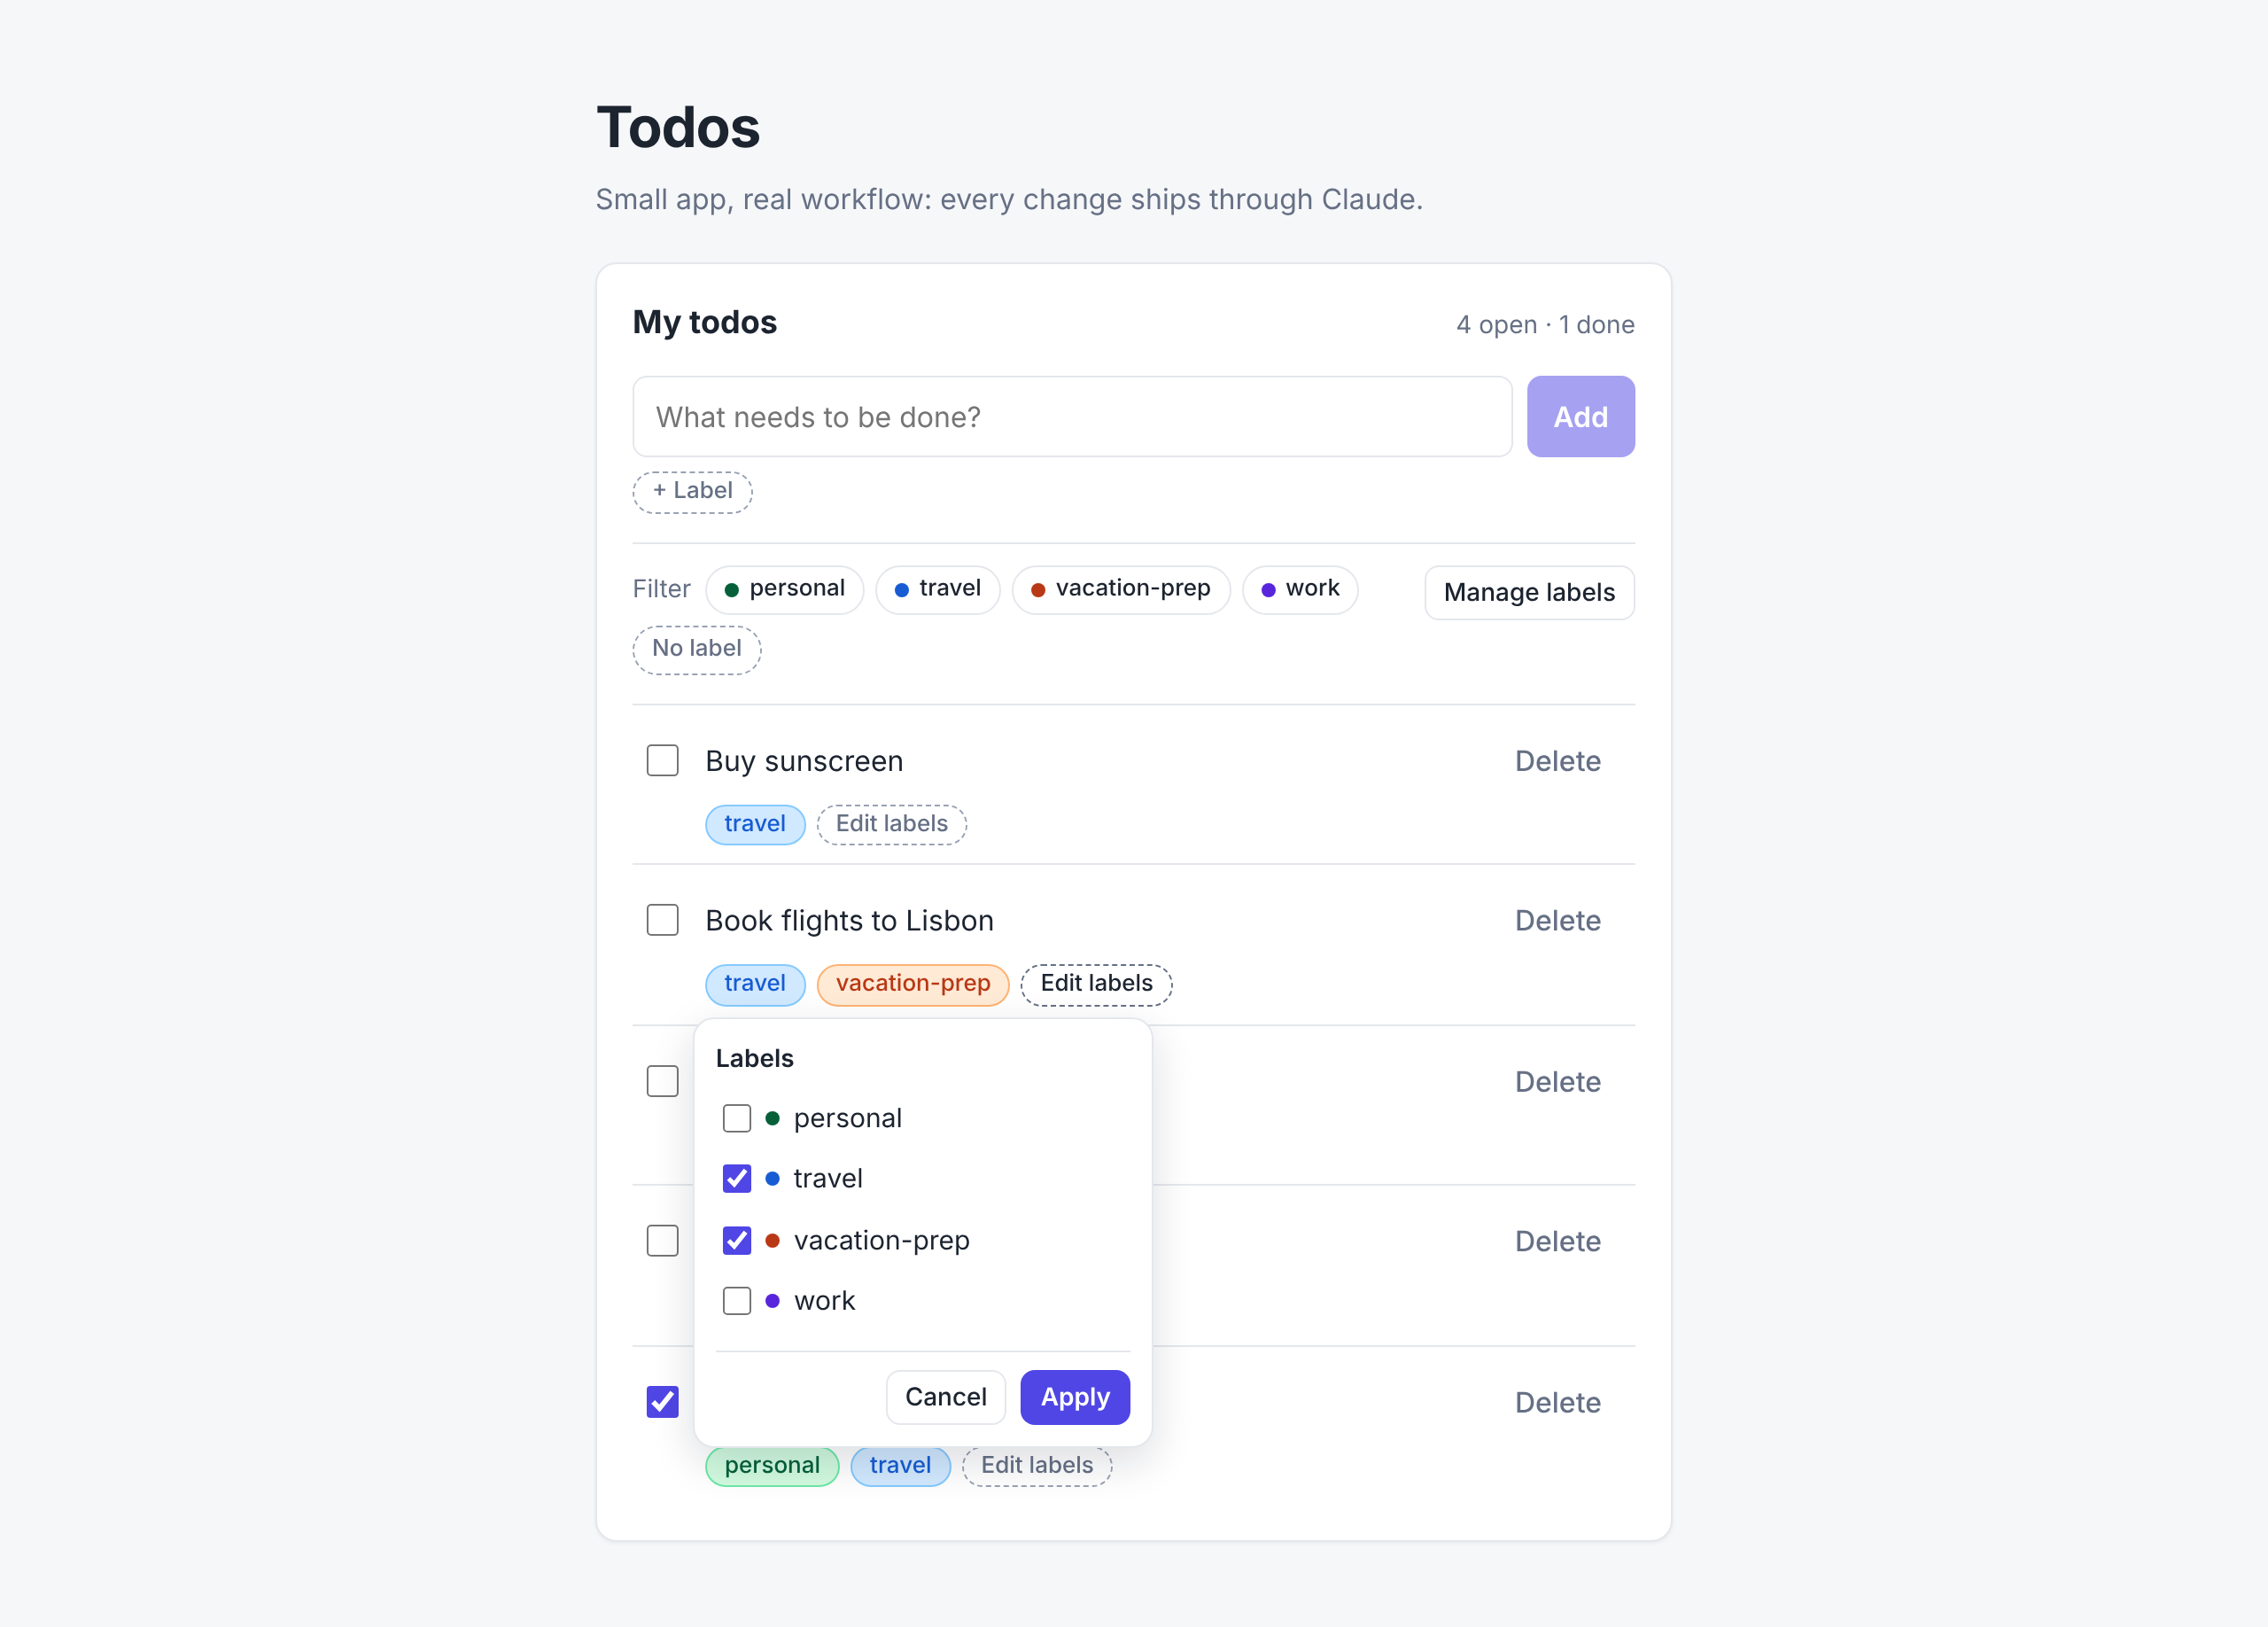 Todos
Small app, real workflow: every change ships through Claude.
My todos
4 open · 1 done
What needs to be done?
Add
+ Label
Filter
personal
travel
vacation-prep
work
Manage labels
No label
Buy sunscreen
Delete
travel
Edit labels
Book flights to Lisbon
Delete
travel
vacation-prep
Edit labels
Labels
Delete
personal
travel
vacation-prep
Delete
work
Cancel
Apply
Delete
personal
travel
Edit labels